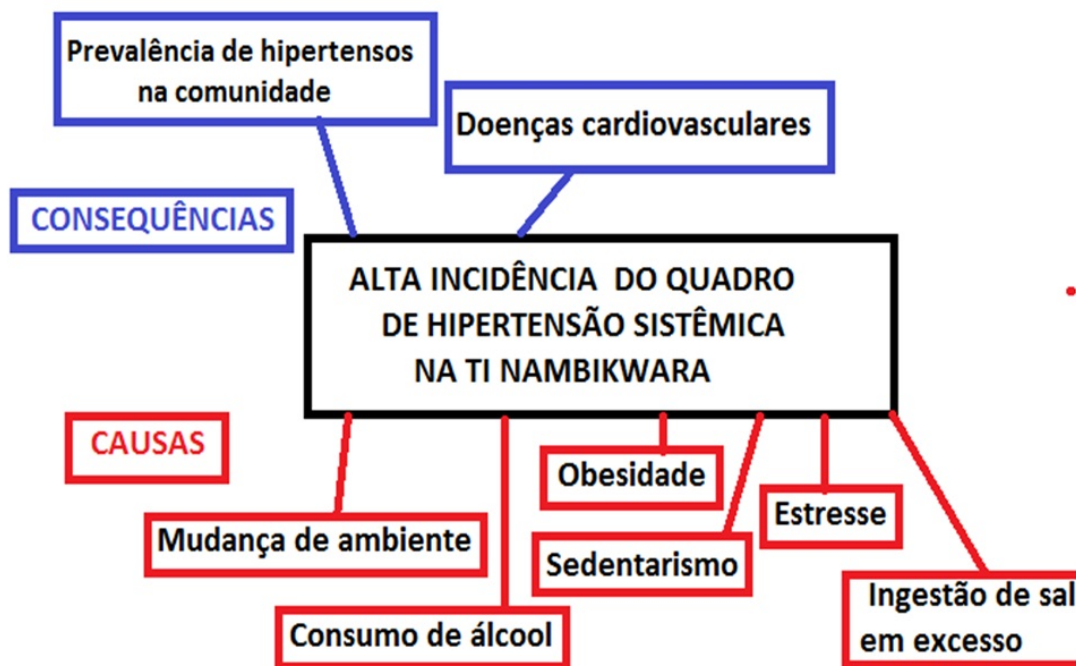 Prevalência de hipertensos
na comunidade
Doenças cardiovasculares
CONSEQUÊNCIAS
ALTA INCIDÊNCIA DO QUADRO
DE HIPERTENSÃO SISTÊMICA
NA TI NAMBIKWARA
CAUSAS
Obesidade
Estresse
Mudança de ambiente
Sedentarismo
Ingestão de sal
em excesso
Consumo de álcool